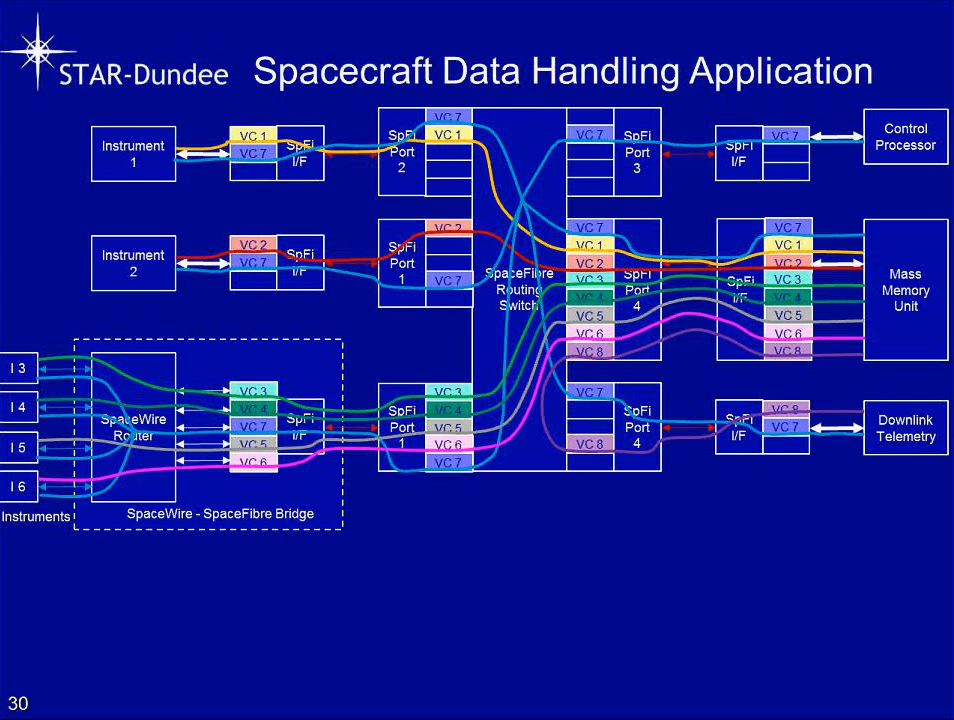 STAR-Dundee
Spacecraft Data Handling Application
Instrument
1
VC 1
VC 7
SpFi
I/F
SpFi
Port
2
VC 7
VC 1
VC 7
SpFi
Port
3
SpFi
I/F
VC 7
Control
Processor
Instrument
2
VC 2
VC 7
SpFi
I/F
SpFi
Port
1
VC 2
VC 7
SpaceFibre
Routing
Switch
VC 7
VC 1
VC 2
VC 3
VC 4
VC 5
VC 6
VC 8
SpFi
Port
4
SpFi
I/F
VC 7
VC 1
VC 2
VC 3
VC 4
VC 5
VC 6
VC 8
Mass
Memory
Unit
I 3
I 4
I 5
I 6
Instruments
SpaceWire
Router
VC 3
VC 4
VC 7
VC 5
VC 6
SpFi
I/F
SpaceWire - SpaceFibre Bridge
SpFi
Port
1
VC 3
VC 4
VC 5
VC 6
VC 7
VC 7
VC 8
SpFi
Port
4
SpFi
I/F
VC 8
VC 7
Downlink
Telemetry
30